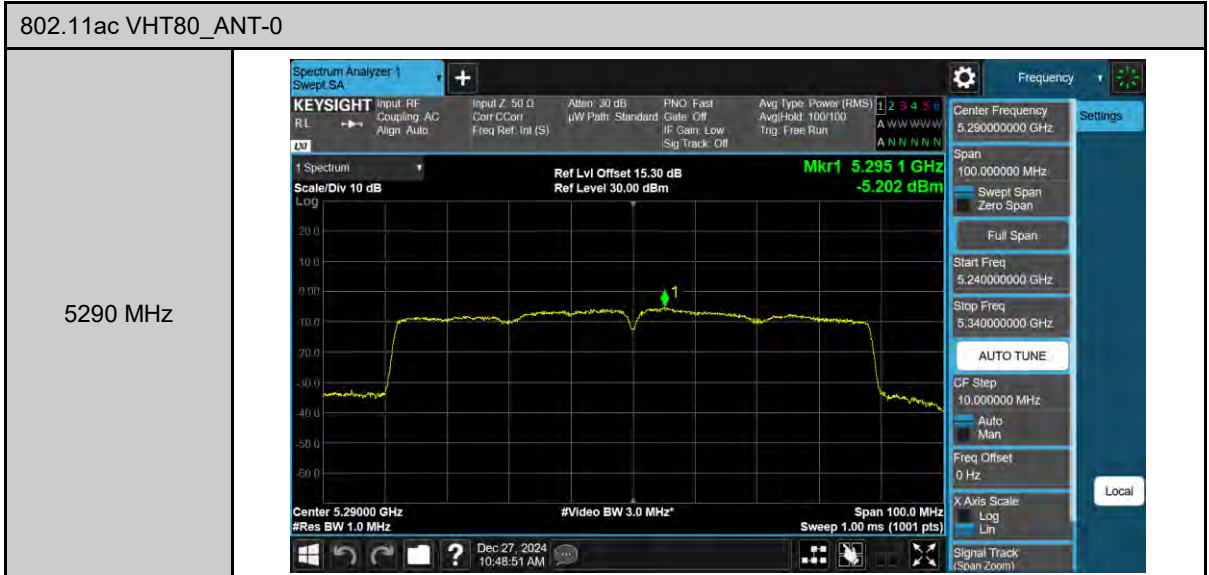 802.11ac VHT80_ANT-0
5290 MHz
Spectrum Analyzer 1
Swept SA
Frequency
KEYSIGHT
RL
LXI
Input: RF
Coupling: AC
Align: Auto
Input Z: 50 Ω
Corr CCorr
Freq Ref: Int (S)
Atten: 30 dB
µW Path: Standard
PNO: Fast
Gate: Off
IF Gain: Low
Sig Track: Off
Avg Type: Power (RMS)
Avg|Hold: 100/100
Trig: Free Run
1 2 3 4 5 6
A W W W W W
A N N N N N
1 Spectrum
Scale/Div 10 dB
Log
Ref Lvl Offset 15.30 dB
Ref Level 30.00 dBm
Mkr1 5.295 1 GHz
-5.202 dBm
20.0
10.0
0.00
-10.0
-20.0
-30.0
-40.0
-50.0
-60.0
1
Center 5.29000 GHz
#Res BW 1.0 MHz
#Video BW 3.0 MHz*
Span 100.0 MHz
Sweep 1.00 ms (1001 pts)
?
Dec 27, 2024
10:48:51 AM
Center Frequency
5.290000000 GHz
Settings
Span
100.000000 MHz
Swept Span
Zero Span
Full Span
Start Freq
5.240000000 GHz
Stop Freq
5.340000000 GHz
AUTO TUNE
CF Step
10.000000 MHz
Auto
Man
Freq Offset
0 Hz
X Axis Scale
Log
Lin
Local
Signal Track
(Span Zoom)